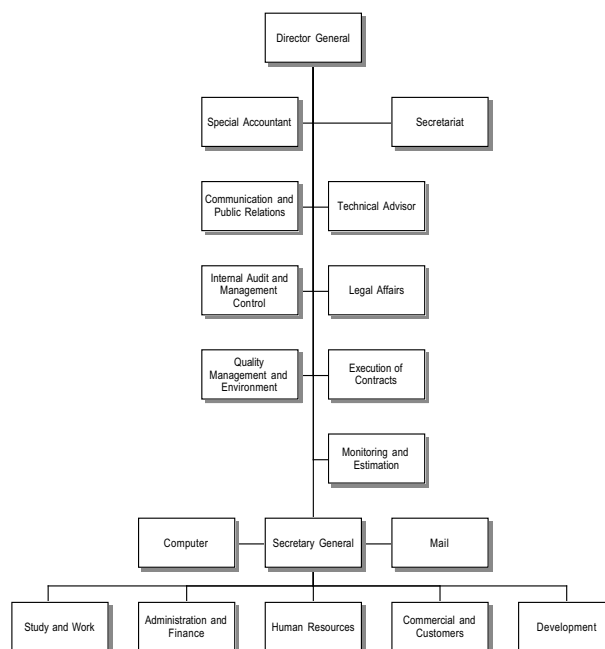 Director General
Special Accountant
Secretariat
Communication and
Public Relations
Technical Advisor
Internal Audit and
Management
Control
Legal Affairs
Quality
Management and
Environment
Execution of
Contracts
Monitoring and
Estimation
Computer
Secretary General
Mail
Study and Work
Administration and
Finance
Human Resources
Commercial and
Customers
Development